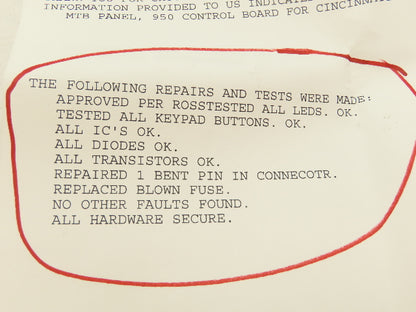 INFORMATION PROVIDED TO US INDICATED
MTB PANEL, 950 CONTROL BOARD FOR CINCINNATI
THE FOLLOWING REPAIRS AND TESTS WERE MADE:
APPROVED PER ROSSTESTED ALL LEDS. OK.
TESTED ALL KEYPAD BUTTONS. OK.
ALL IC'S OK.
ALL DIODES OK.
ALL TRANSISTORS OK.
REPAIRED 1 BENT PIN IN CONNECOTR.
REPLACED BLOWN FUSE.
NO OTHER FAULTS FOUND.
ALL HARDWARE SECURE.